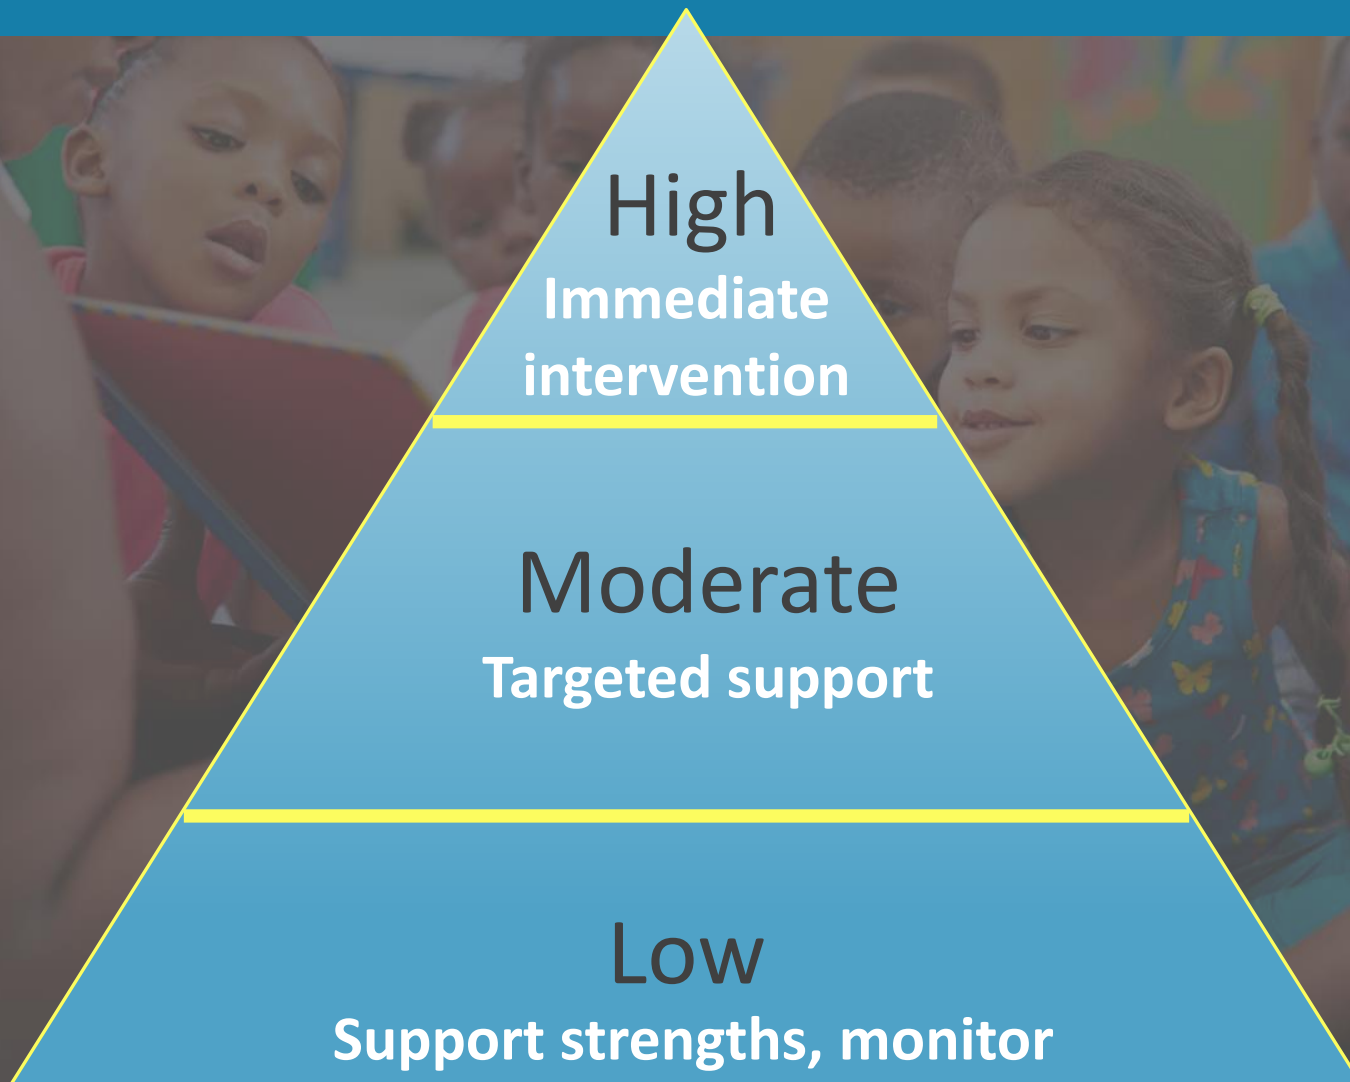 High
Immediate
intervention
Moderate
Targeted support
Low
Support strengths, monitor